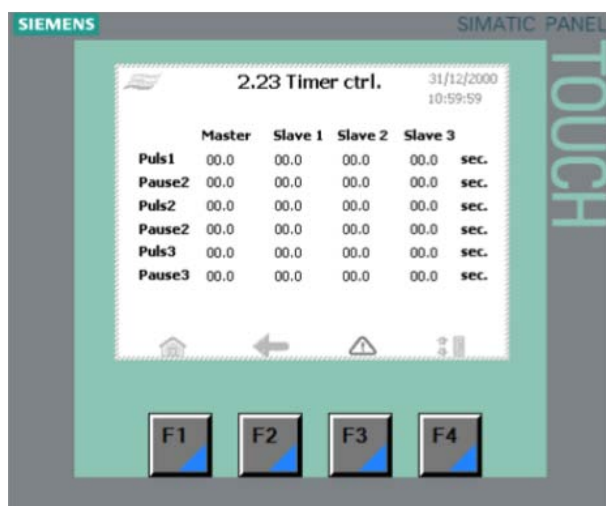 SIEMENS
SIMATIC PANEL
TOUCH
2.23 Timer ctrl.
31/12/2000
10:59:59
Master Slave 1 Slave 2 Slave 3
Puls1 00.0 00.0 00.0 00.0 sec.
Pause2 00.0 00.0 00.0 00.0 sec.
Puls2 00.0 00.0 00.0 00.0 sec.
Pause2 00.0 00.0 00.0 00.0 sec.
Puls3 00.0 00.0 00.0 00.0 sec.
Pause3 00.0 00.0 00.0 00.0 sec.
F1 F2 F3 F4